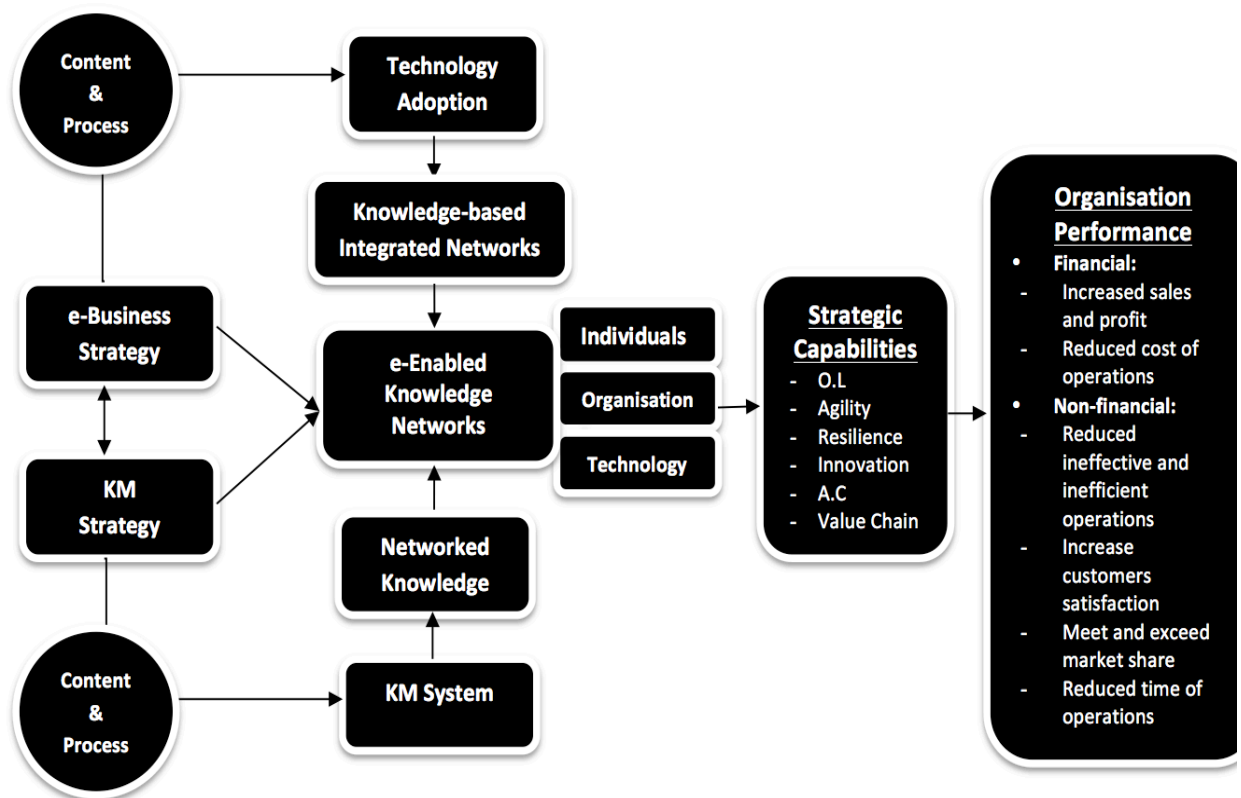 Content
&
Process
Technology
Adoption
Knowledge-based
Integrated Networks
e-Business
Strategy
e-Enabled
Knowledge
Networks
Individuals
Organisation
Technology
KM
Strategy
Networked
Knowledge
Content
&
Process
KM System
Strategic
Capabilities
- O.L
- Agility
- Resilience
- Innovation
- A.C
- Value Chain
Organisation
Performance
• Financial:
- Increased sales
and profit
- Reduced cost of
operations
• Non-financial:
- Reduced
ineffective and
inefficient
operations
- Increase
customers
satisfaction
- Meet and exceed
market share
- Reduced time of
operations